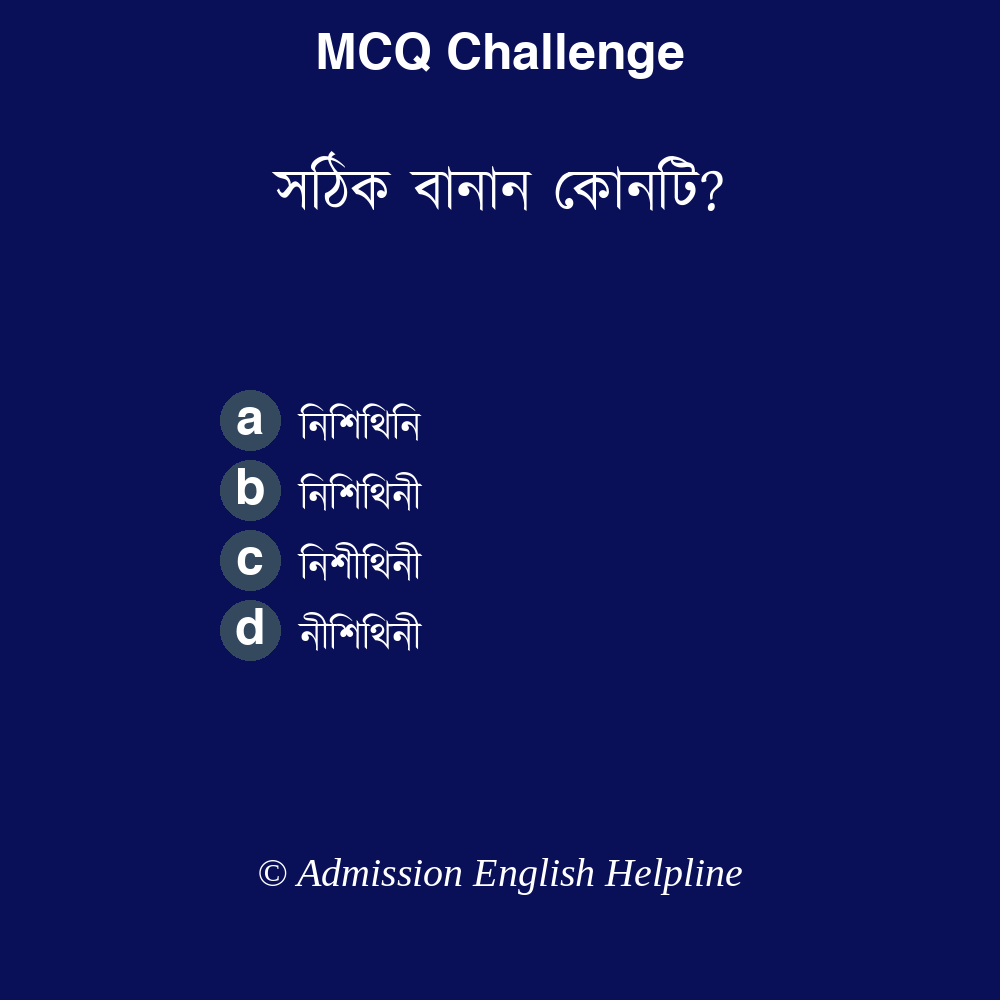 MCQ Challenge
সঠিক বানান কোনটি?
a নিশিথিনি
b নিশিথিনী
c নিশীথিনী
d নীশিথিনী
© Admission English Helpline